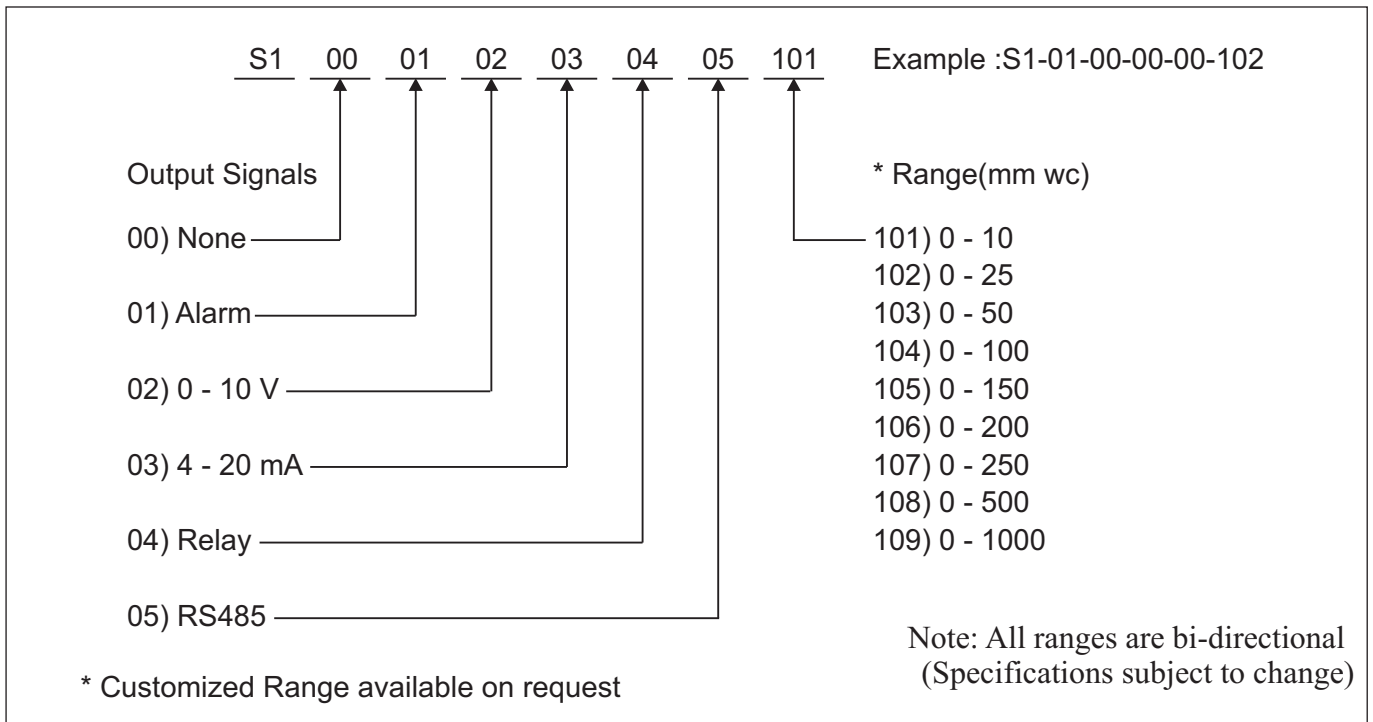 S1 00 01 02 03 04 05 101 Example :S1-01-00-00-00-102
Output Signals
00) None
01) Alarm
02) 0 - 10 V
03) 4 - 20 mA
04) Relay
05) RS485
* Customized Range available on request
* Range(mm wc)
101) 0 - 10
102) 0 - 25
103) 0 - 50
104) 0 - 100
105) 0 - 150
106) 0 - 200
107) 0 - 250
108) 0 - 500
109) 0 - 1000
Note: All ranges are bi-directional
(Specifications subject to change)